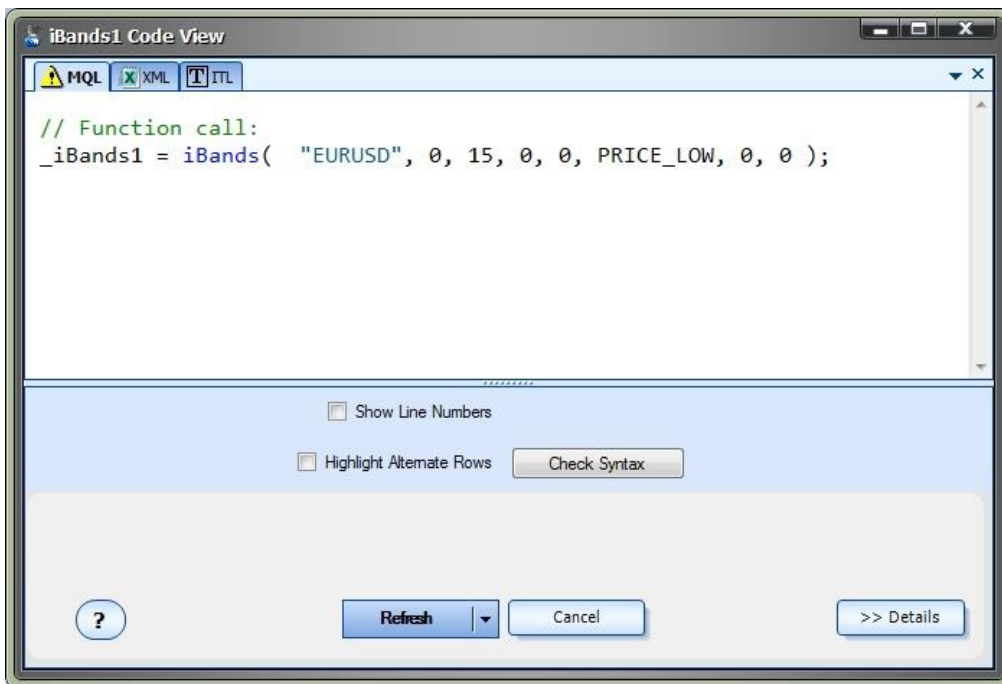 iBands1 Code View
MQL XML T ITL
// Function call:
_iBands1 = iBands(  "EURUSD", 0, 15, 0, 0, PRICE_LOW, 0, 0 );
Show Line Numbers
Highlight Alternate Rows Check Syntax
? Refresh Cancel >> Details